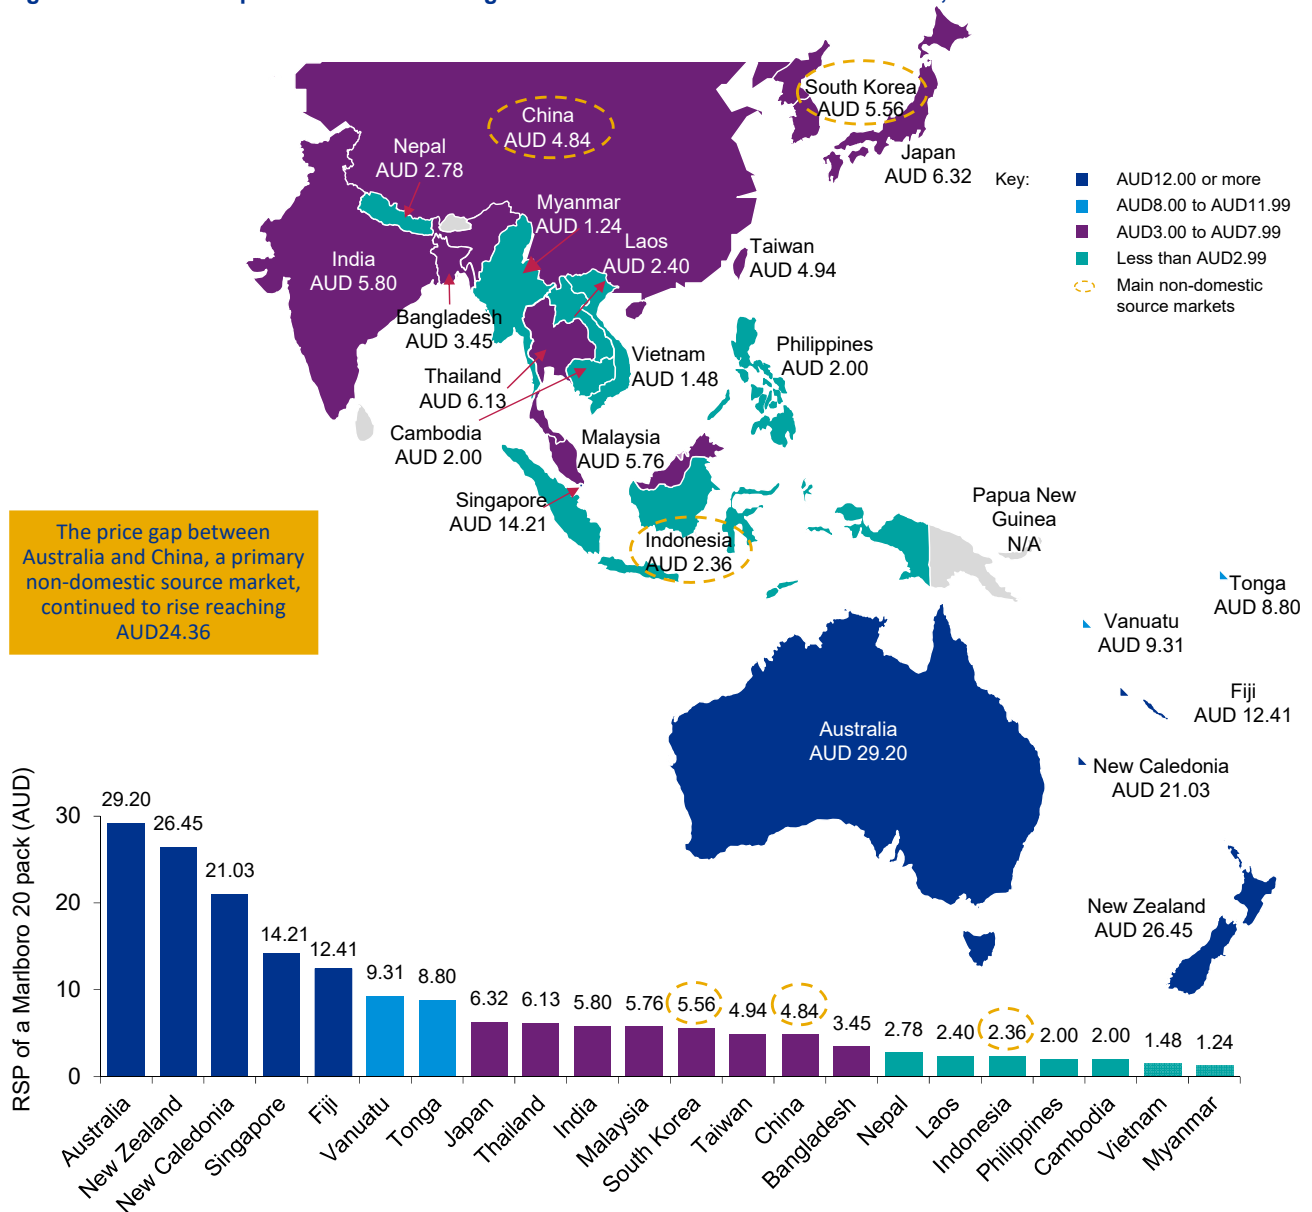 South Korea
AUD 5.56
China
AUD 4.84
Nepal
AUD 2.78
Japan
AUD 6.32
Key:
AUD12.00 or more
AUD8.00 to AUD11.99
AUD3.00 to AUD7.99
Less than AUD2.99
Main non-domestic
source markets
Myanmar
AUD 1.24
Laos
AUD 2.40
Taiwan
AUD 4.94
India
AUD 5.80
Bangladesh
AUD 3.45
Vietnam
AUD 1.48
Philippines
AUD 2.00
Thailand
AUD 6.13
Cambodia
AUD 2.00
Malaysia
AUD 5.76
Singapore
AUD 14.21
Papua New
Guinea
N/A
Indonesia
AUD 2.36
The price gap between
Australia and China, a primary
non-domestic source market,
continued to rise reaching
AUD24.36
Tonga
AUD 8.80
Vanuatu
AUD 9.31
Fiji
AUD 12.41
Australia
AUD 29.20
New Caledonia
AUD 21.03
New Zealand
AUD 26.45
RSP of a Marlboro 20 pack (AUD)
30
20
10
0
29.20
26.45
21.03
14.21
12.41
9.31
8.80
6.32
6.13
5.80
5.76
5.56
4.94
4.84
3.45
2.78
2.40
2.36
2.00
2.00
1.48
1.24
Australia
New Zealand
New Caledonia
Singapore
Fiji
Vanuatu
Tonga
Japan
Thailand
India
Malaysia
South Korea
Taiwan
China
Bangladesh
Nepal
Laos
Indonesia
Philippines
Cambodia
Vietnam
Myanmar